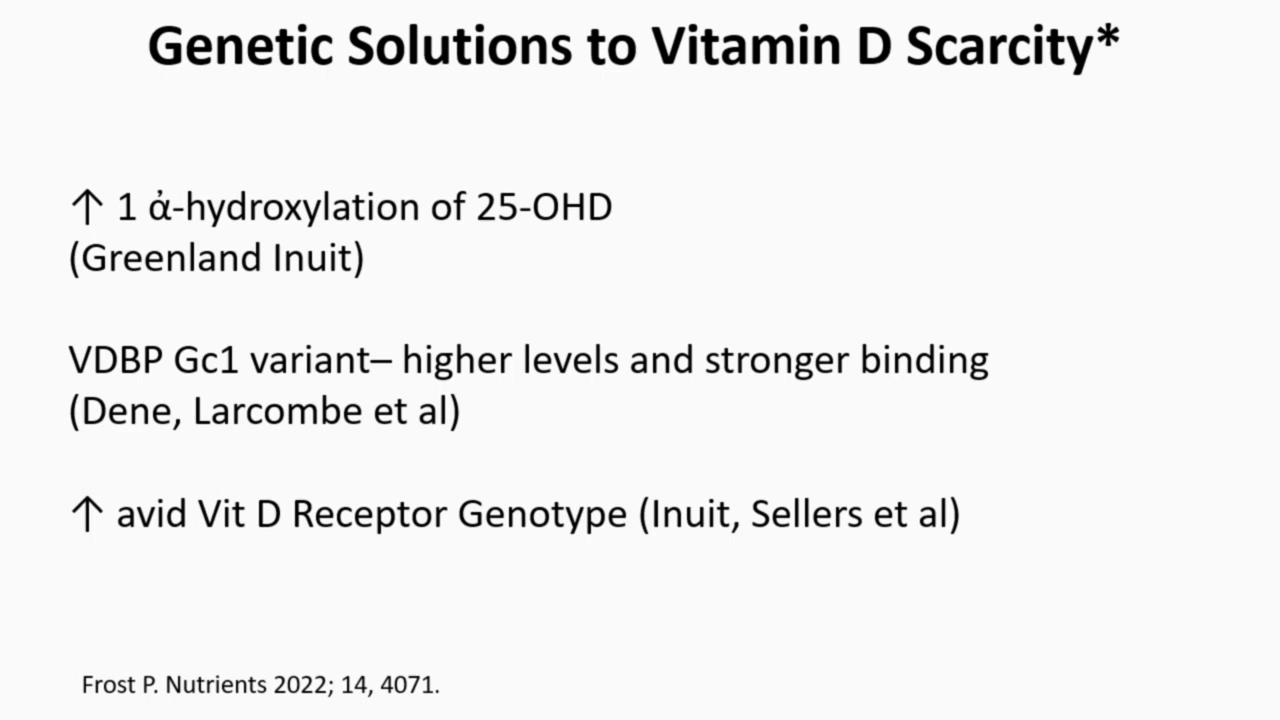 Genetic Solutions to Vitamin D Scarcity*
↑ 1 ἀ-hydroxylation of 25-OHD
(Greenland Inuit)
VDBP Gc1 variant– higher levels and stronger binding
(Dene, Larcombe et al)
↑ avid Vit D Receptor Genotype (Inuit, Sellers et al)
Frost P. Nutrients 2022; 14, 4071.